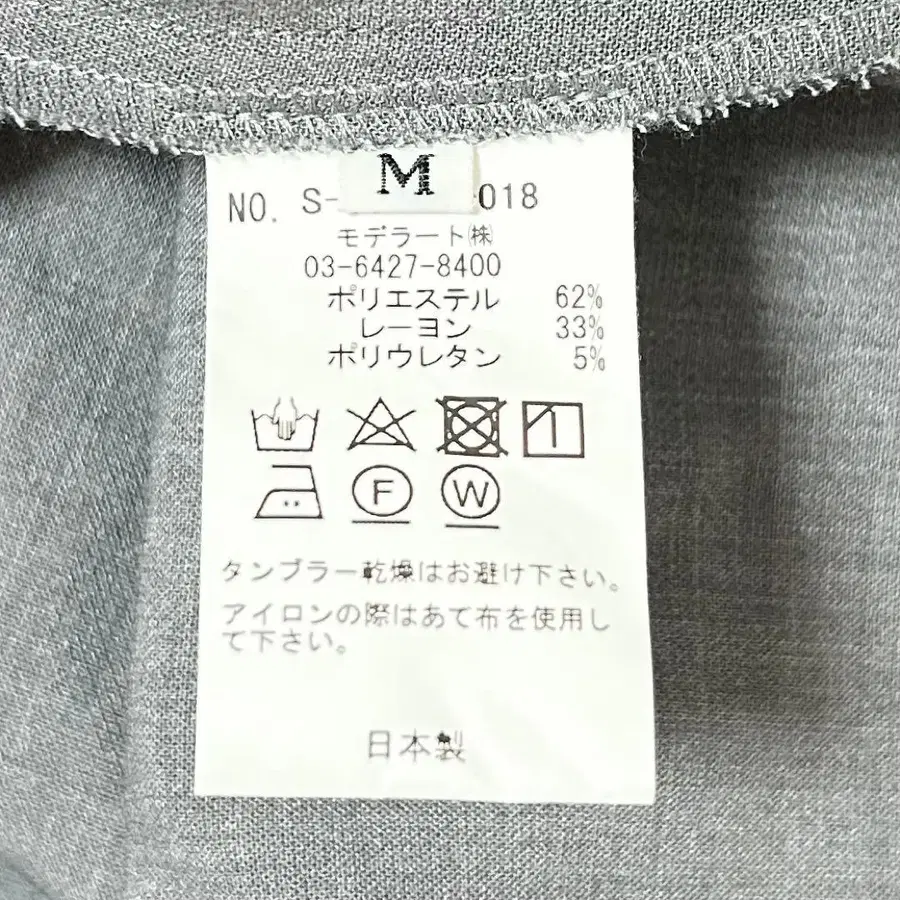 M
NO. S- 018
モデラート㈱
03-6427-8400
ポリエステル 62%
レーヨン 33%
ポリウレタン 5%
F W
タンブラー乾燥はお避け下さい。
アイロンの際はあて布を使用し
て下さい。
日本製